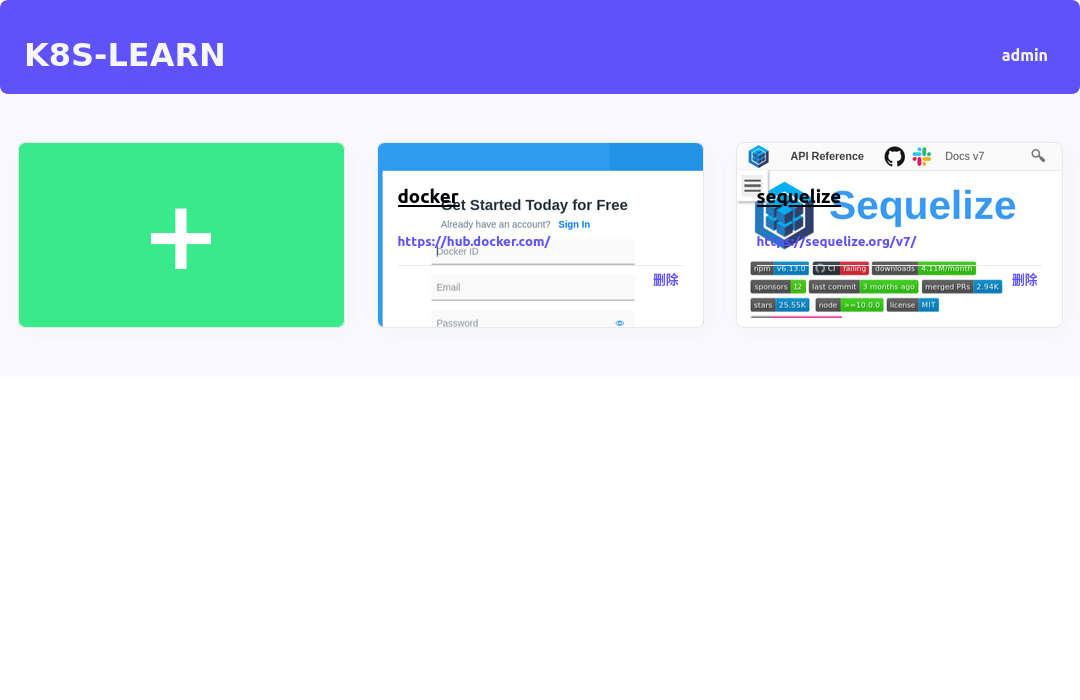 K8S-LEARN
admin
docker
Get Started Today for Free
Already have an account? Sign In
https://hub.docker.com/
Docker ID
Email
删除
Password
API Reference
Docs v7
sequelize
Sequelize
https://sequelize.org/v7/
npm v6.13.0 CI failing downloads 4.11M/month
删除
sponsors 12 last commit 3 months ago merged PRs 2.94K
stars 25.55K node >=10.0.0 license MIT